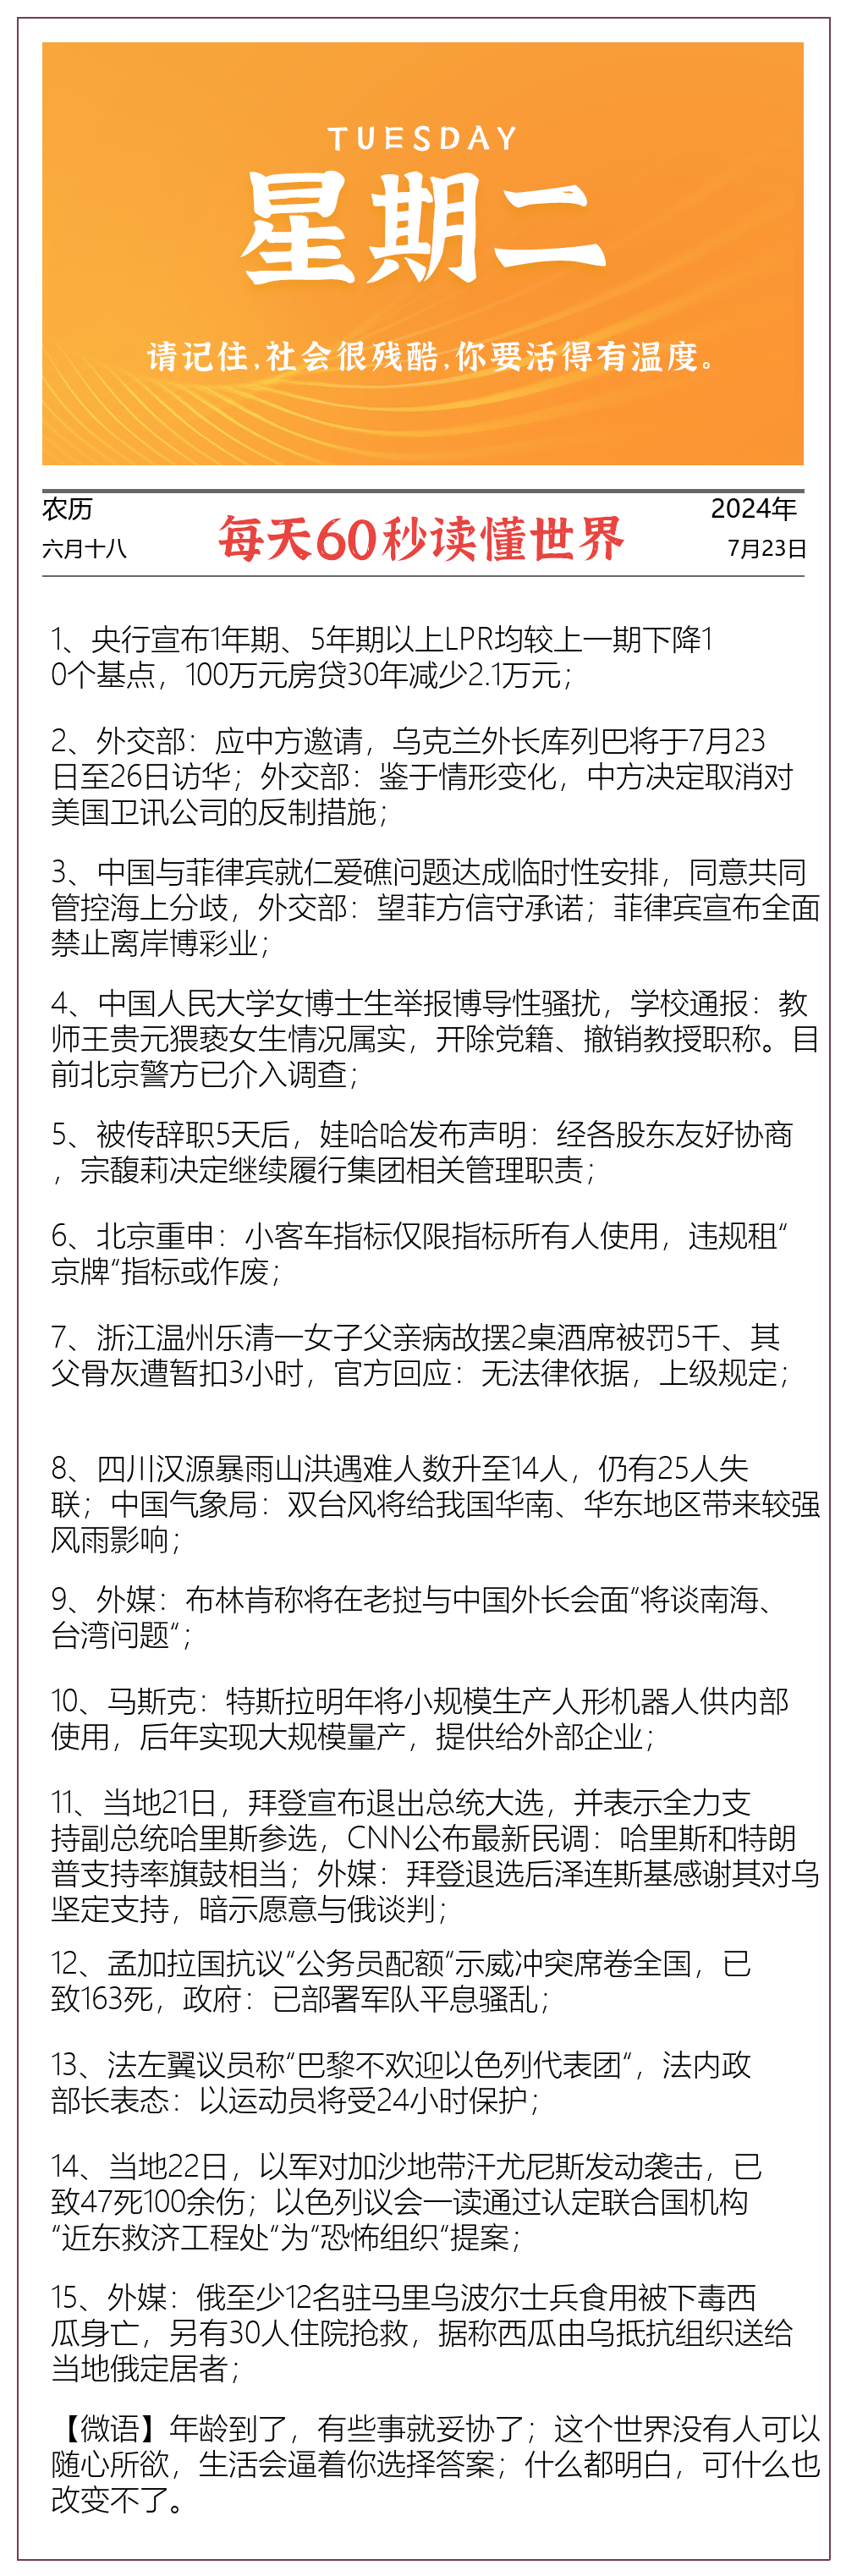 TUESDAY
星期二
请记住,社会很残酷,你要活得有温度。
农历
六月十八
每天60秒读懂世界
2024年
7月23日
1、央行宣布1年期、5年期以上LPR均较上一期下降1
0个基点，100万元房贷30年减少2.1万元；
2、外交部：应中方邀请，乌克兰外长库列巴将于7月23
日至26日访华；外交部：鉴于情形变化，中方决定取消对
美国卫讯公司的反制措施；
3、中国与菲律宾就仁爱礁问题达成临时性安排，同意共同
管控海上分歧，外交部：望菲方信守承诺；菲律宾宣布全面
禁止离岸博彩业；
4、中国人民大学女博士生举报博导性骚扰，学校通报：教
师王贵元猥亵女生情况属实，开除党籍、撤销教授职称。目
前北京警方已介入调查；
5、被传辞职5天后，娃哈哈发布声明：经各股东友好协商
，宗馥莉决定继续履行集团相关管理职责；
6、北京重申：小客车指标仅限指标所有人使用，违规租“
京牌“指标或作废；
7、浙江温州乐清一女子父亲病故摆2桌酒席被罚5千、其
父骨灰遭暂扣3小时，官方回应：无法律依据，上级规定；
8、四川汉源暴雨山洪遇难人数升至14人，仍有25人失
联；中国气象局：双台风将给我国华南、华东地区带来较强
风雨影响；
9、外媒：布林肯称将在老挝与中国外长会面“将谈南海、
台湾问题“；
10、马斯克：特斯拉明年将小规模生产人形机器人供内部
使用，后年实现大规模量产，提供给外部企业；
11、当地21日，拜登宣布退出总统大选，并表示全力支
持副总统哈里斯参选，CNN公布最新民调：哈里斯和特朗
普支持率旗鼓相当；外媒：拜登退选后泽连斯基感谢其对乌
坚定支持，暗示愿意与俄谈判；
12、孟加拉国抗议“公务员配额“示威冲突席卷全国，已
致163死，政府：已部署军队平息骚乱；
13、法左翼议员称“巴黎不欢迎以色列代表团“，法内政
部长表态：以运动员将受24小时保护；
14、当地22日，以军对加沙地带汗尤尼斯发动袭击，已
致47死100余伤；以色列议会一读通过认定联合国机构
“近东救济工程处“为“恐怖组织“提案；
15、外媒：俄至少12名驻马里乌波尔士兵食用被下毒西
瓜身亡，另有30人住院抢救，据称西瓜由乌抵抗组织送给
当地俄定居者；
【微语】年龄到了，有些事就妥协了；这个世界没有人可以
随心所欲，生活会逼着你选择答案；什么都明白，可什么也
改变不了。